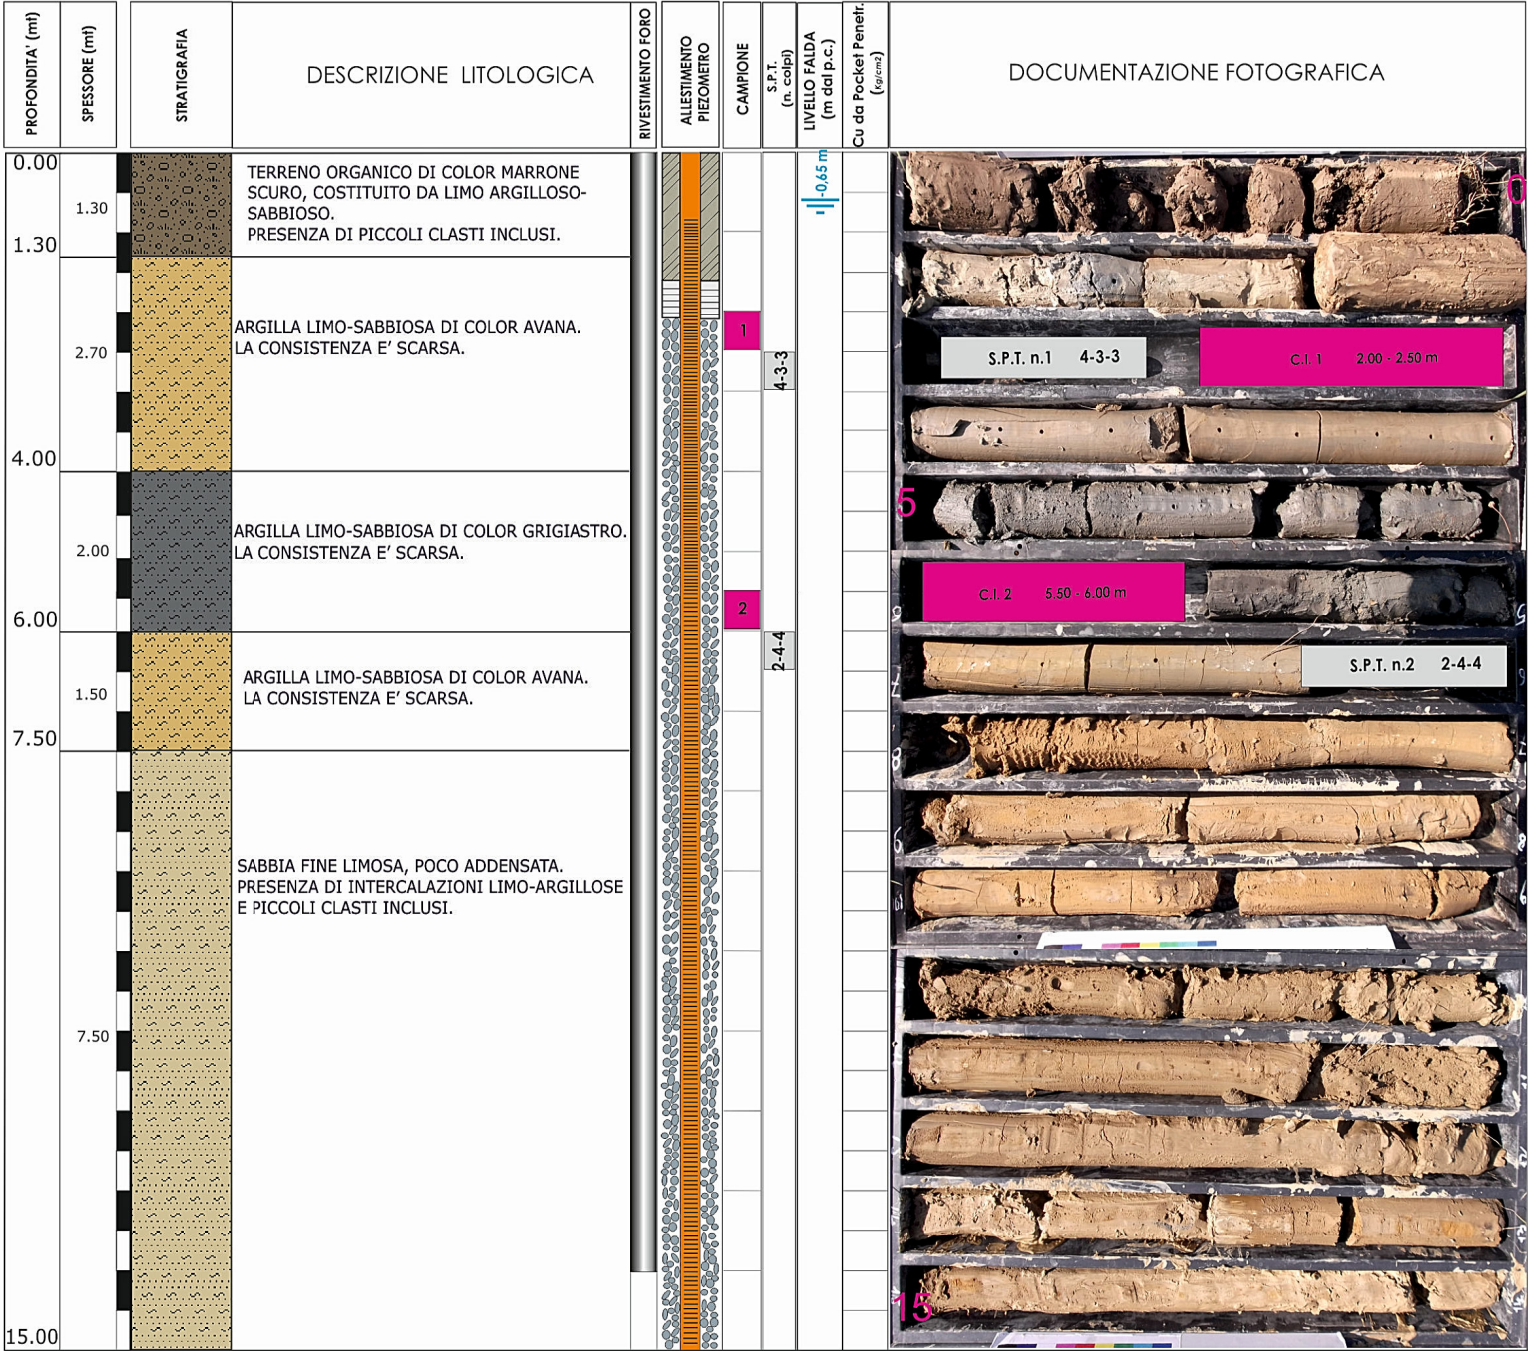 PROFONDITA' (mt)
SPESSORE (mt)
STRATIGRAFIA
DESCRIZIONE LITOLOGICA
RIVESTIMENTO FORO
ALLESTIMENTO
PIEZOMETRO
CAMPIONE
S.P.T.
(n. colpi)
LIVELLO FALDA
(m dal p.c.)
Cu da Pocket Penetr.
(Kg/cm2)
DOCUMENTAZIONE FOTOGRAFICA
0.00
1.30
1.30
TERRENO ORGANICO DI COLOR MARRONE
SCURO, COSTITUITO DA LIMO ARGILLOSO-
SABBIOSO.
PRESENZA DI PICCOLI CLASTI INCLUSI.
-0,65 m
0
ARGILLA LIMO-SABBIOSA DI COLOR AVANA.
LA CONSISTENZA E' SCARSA.
2.70
1
4-3-3
S.P.T. n.1 4-3-3
C.I. 1 2.00 - 2.50 m
4.00
5
ARGILLA LIMO-SABBIOSA DI COLOR GRIGIASTRO.
LA CONSISTENZA E' SCARSA.
2.00
2
C.I. 2 5.50 - 6.00 m
6.00
2-4-4
S.P.T. n.2 2-4-4
ARGILLA LIMO-SABBIOSA DI COLOR AVANA.
LA CONSISTENZA E' SCARSA.
1.50
7.50
SABBIA FINE LIMOSA, POCO ADDENSATA.
PRESENZA DI INTERCALAZIONI LIMO-ARGILLOSE
E PICCOLI CLASTI INCLUSI.
7.50
15
15.00